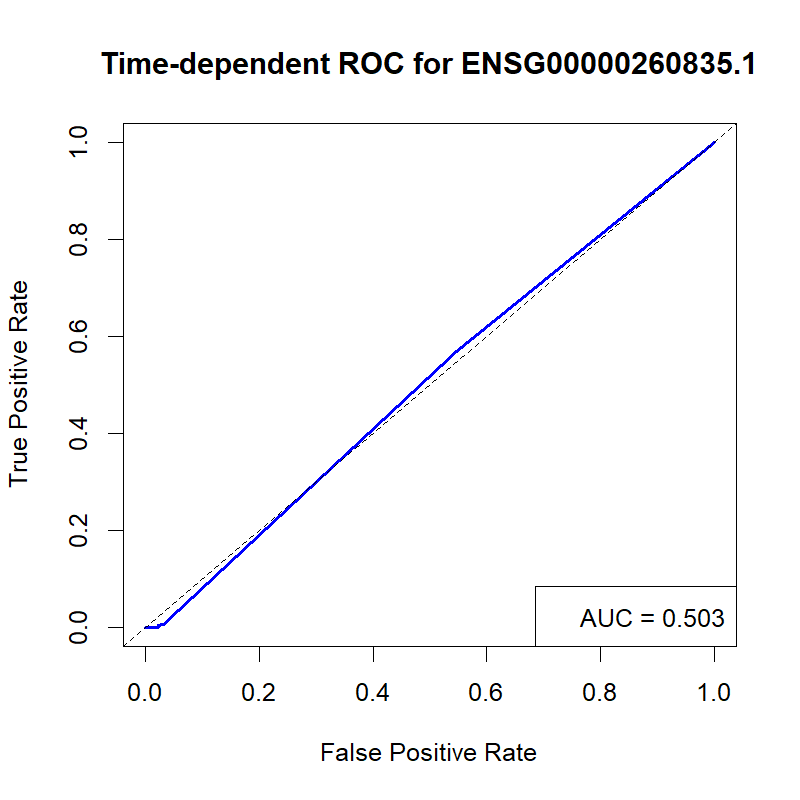 Time-dependent ROC for ENSG00000260835.1
True Positive Rate
1.0
0.8
0.6
0.4
0.2
0.0
AUC = 0.503
0.0 0.2 0.4 0.6 0.8 1.0
False Positive Rate